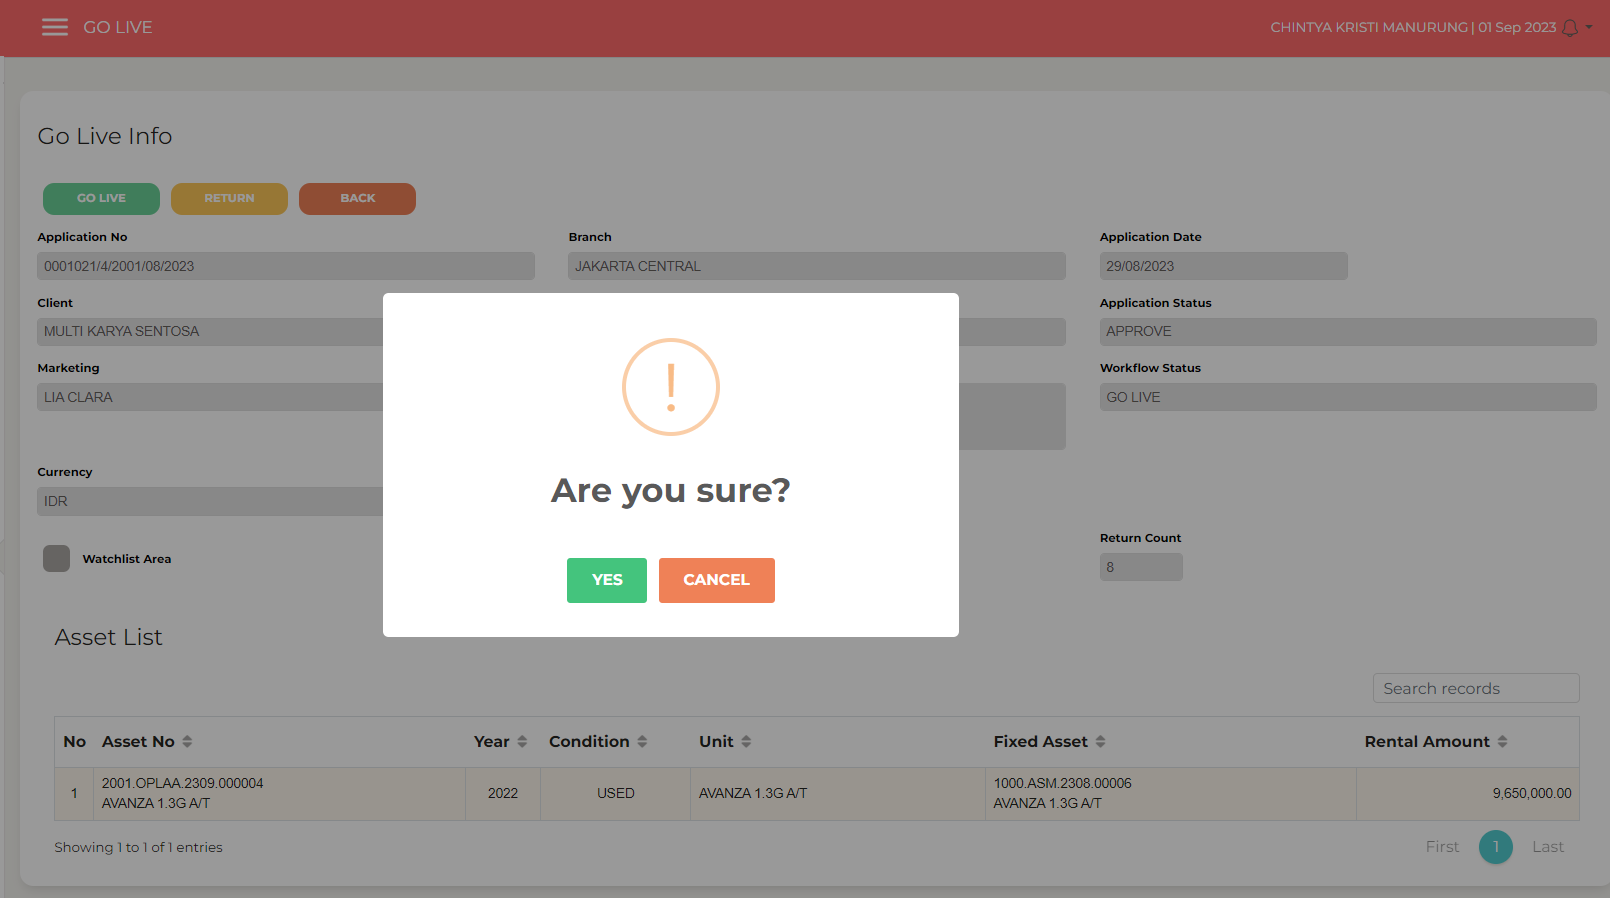 GO LIVE
CHINTYA KRISTI MANURUNG | 01 Sep 2023
Go Live Info
GO LIVE RETURN BACK
Application No Branch Application Date
0001021/4/2001/08/2023 JAKARTA CENTRAL 29/08/2023
Client Application Status
MULTI KARYA SENTOSA APPROVE
Marketing Workflow Status
LIA CLARA GO LIVE
!
Currency
Are you sure?
IDR
Return Count
Watchlist Area
8
YES CANCEL
Asset List
Search records
No Asset No Year Condition Unit Fixed Asset Rental Amount
2001.OPLAA.2309.000004 1000.ASM.2308.00006
1 2022 USED AVANZA 1.3G A/T 9,650,000.00
AVANZA 1.3G A/T AVANZA 1.3G A/T
Showing 1 to 1 of 1 entries First 1 Last